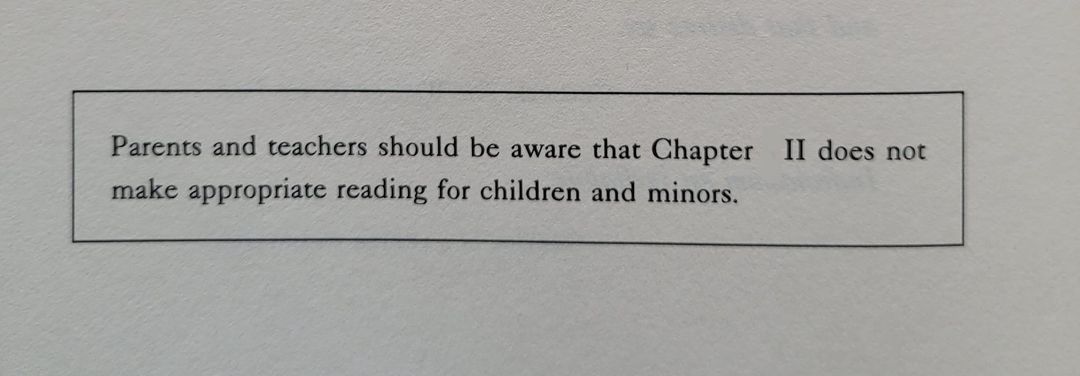 Parents and teachers should be aware that Chapter II does not
make appropriate reading for children and minors.